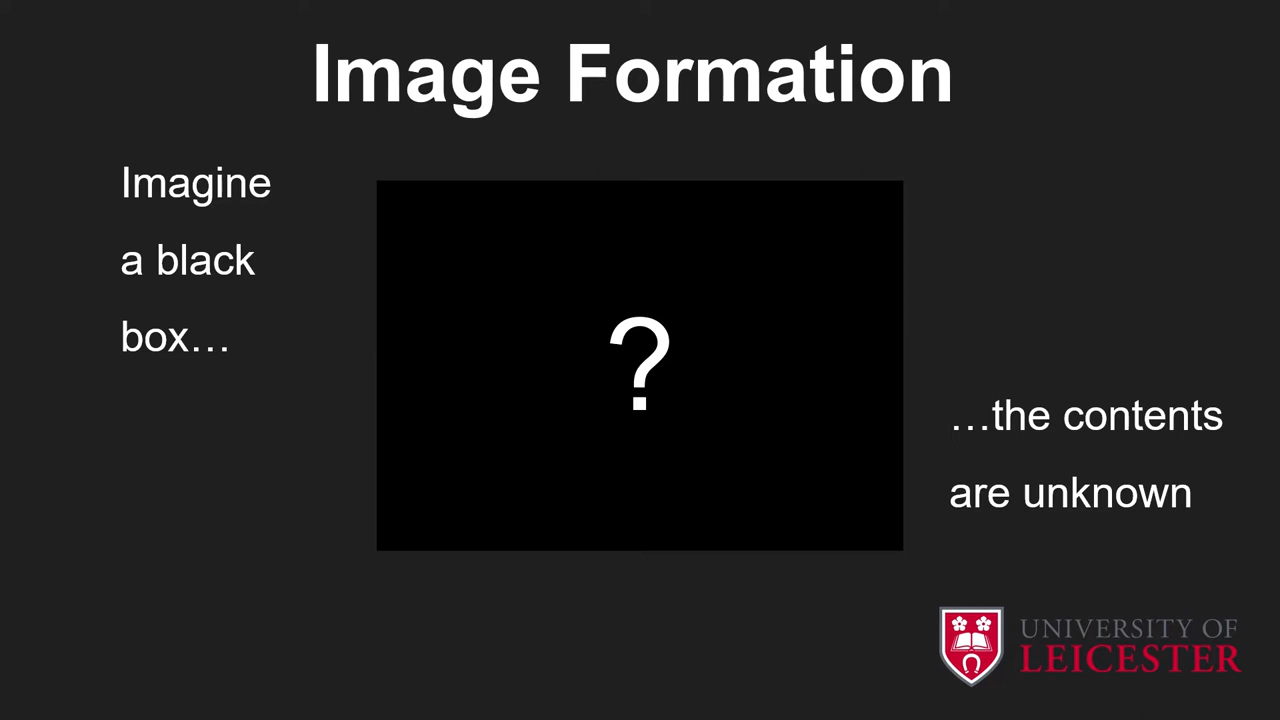 Image Formation
Imagine
a black
box…
?
…the contents
are unknown
UNIVERSITY OF
LEICESTER